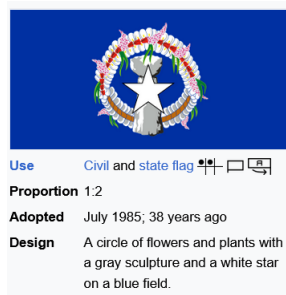 Use Civil and state flag
Proportion 1:2
Adopted July 1985; 38 years ago
Design A circle of flowers and plants with
a gray sculpture and a white star
on a blue field.